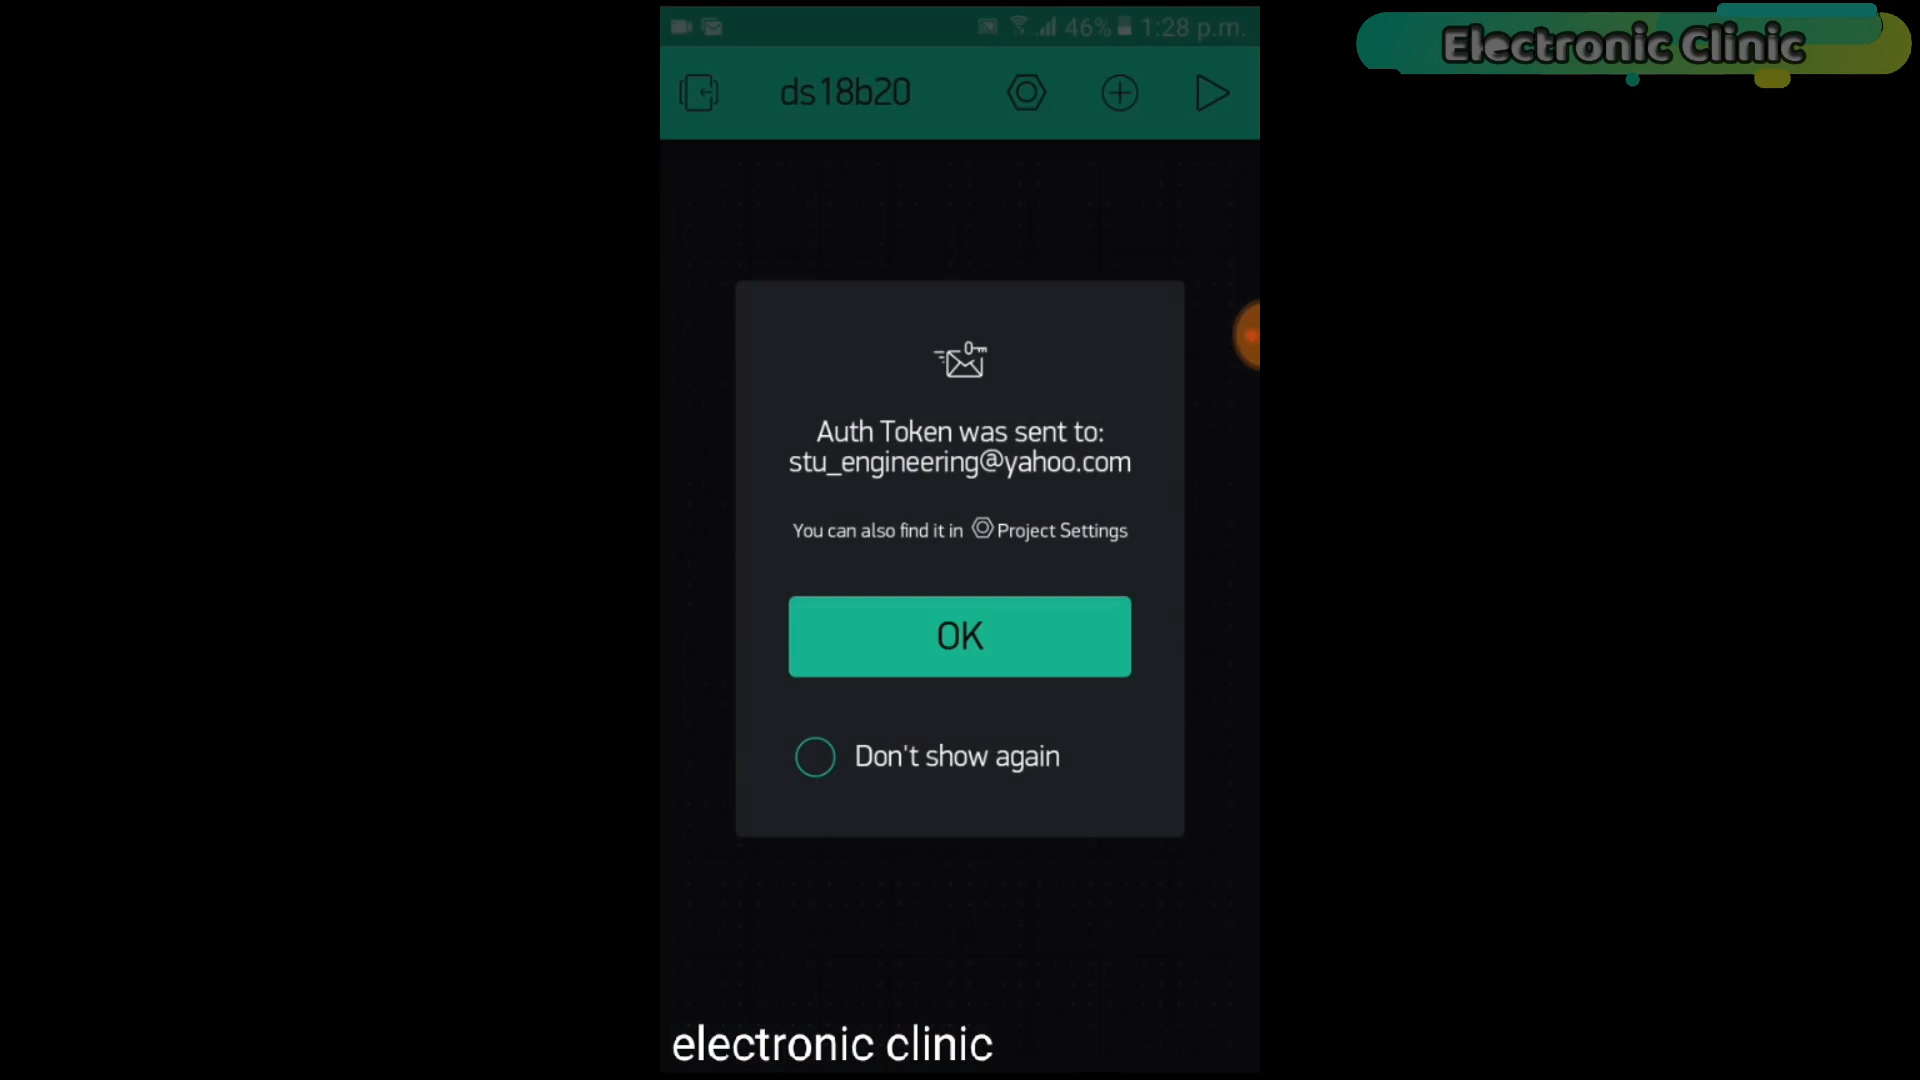 46% 1:28 p.m.
Electronic Clinic
ds18b20
Auth Token was sent to:
stu_engineering@yahoo.com
You can also find it in Project Settings
OK
Don't show again
electronic clinic